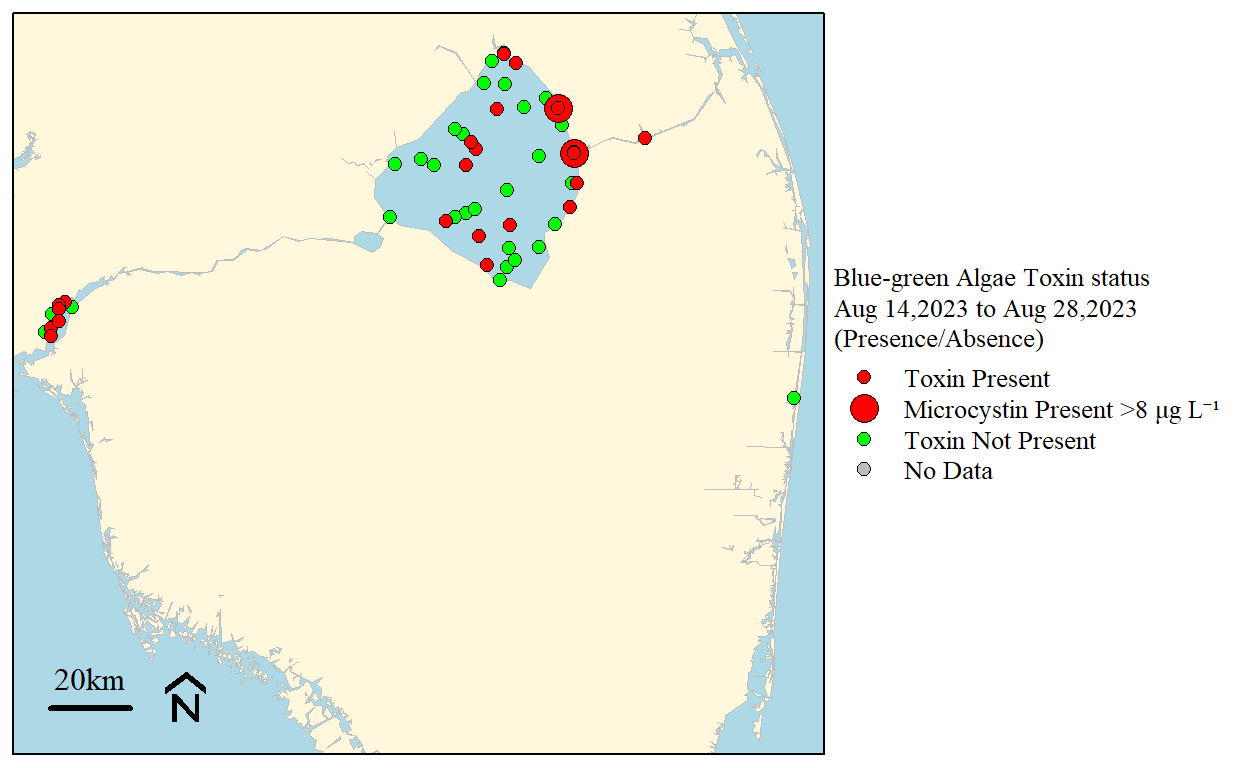 Blue-green Algae Toxin status
Aug 14,2023 to Aug 28,2023
(Presence/Absence)
Toxin Present
Microcystin Present >8 μg L⁻¹
Toxin Not Present
No Data
20km
N